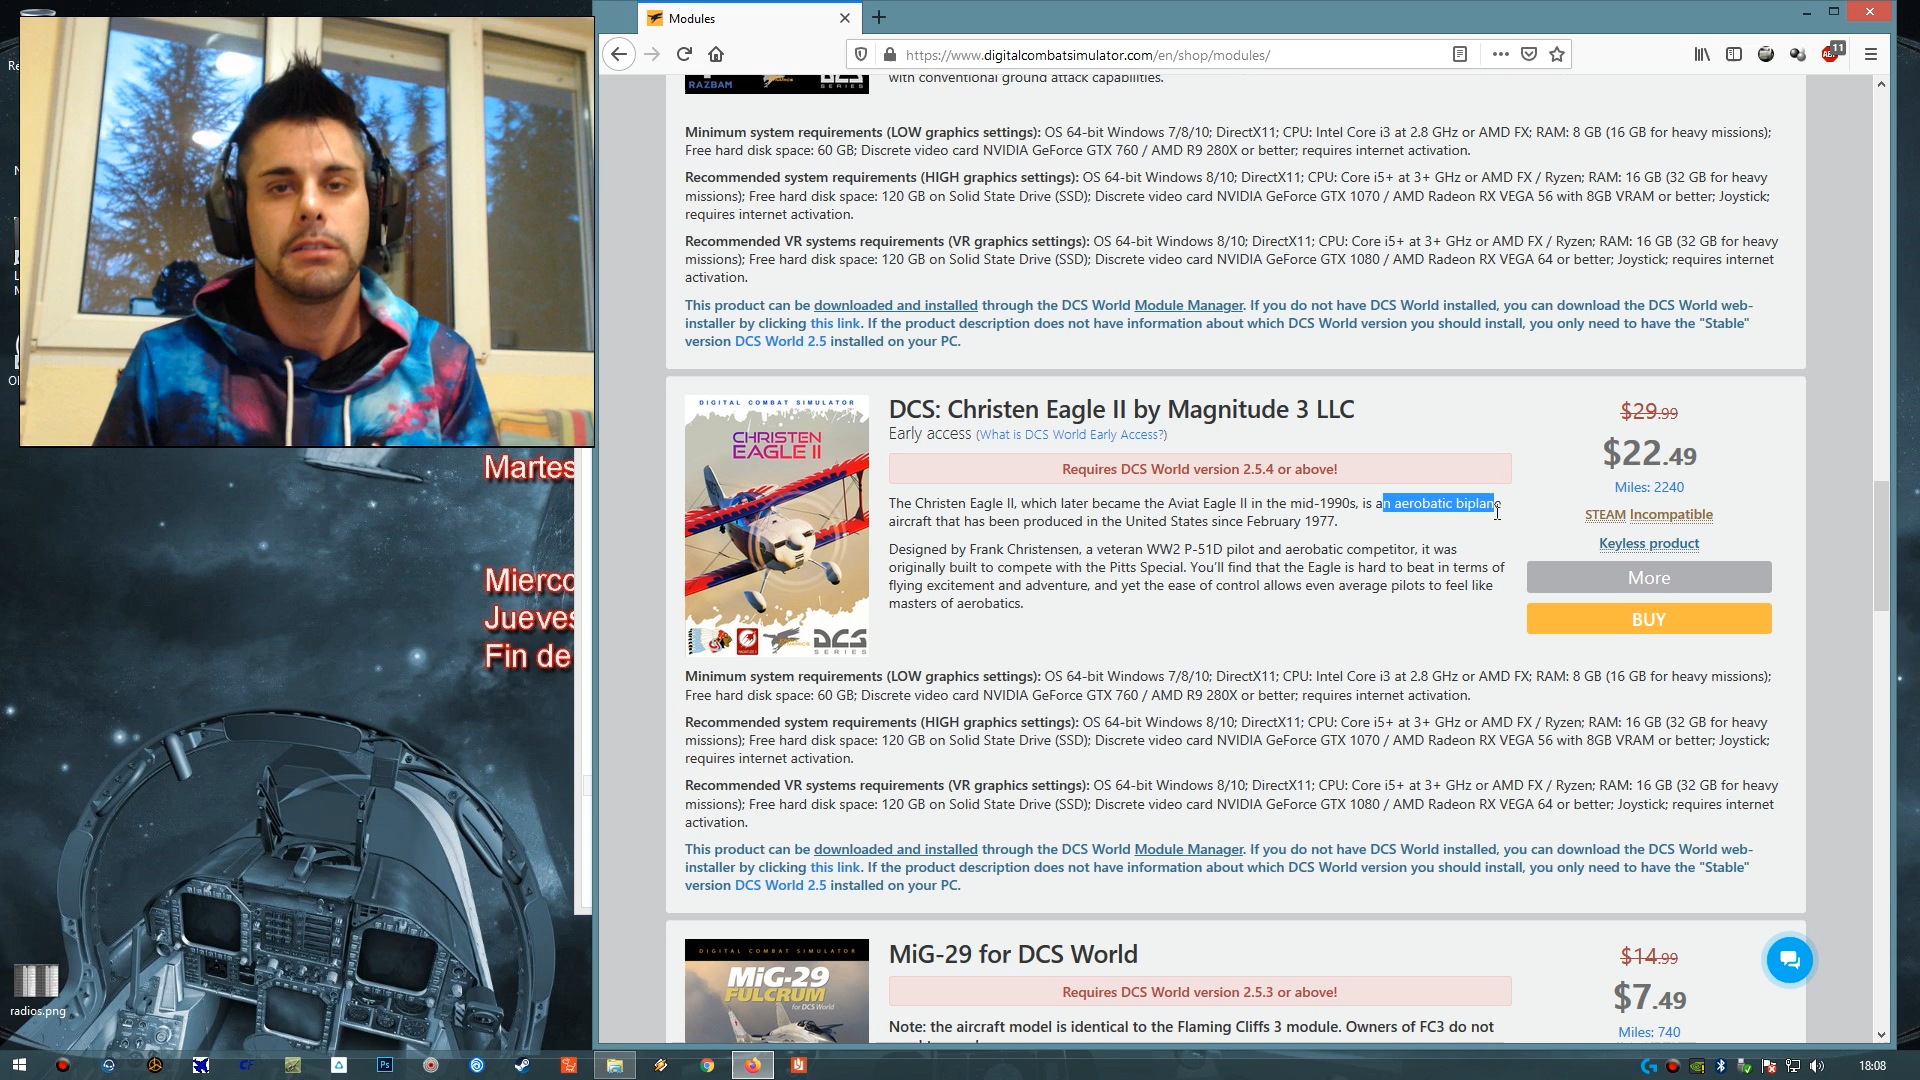 Modules
https://www.digitalcombatsimulator.com/en/shop/modules/
11
RAZBAM
SERIES
with conventional ground attack capabilities.
Minimum system requirements (LOW graphics settings): OS 64-bit Windows 7/8/10; DirectX11; CPU: Intel Core i3 at 2.8 GHz or AMD FX; RAM: 8 GB (16 GB for heavy missions);
Free hard disk space: 60 GB; Discrete video card NVIDIA GeForce GTX 760 / AMD R9 280X or better; requires internet activation.
Recommended system requirements (HIGH graphics settings): OS 64-bit Windows 8/10; DirectX11; CPU: Core i5+ at 3+ GHz or AMD FX / Ryzen; RAM: 16 GB (32 GB for heavy
missions); Free hard disk space: 120 GB on Solid State Drive (SSD); Discrete video card NVIDIA GeForce GTX 1070 / AMD Radeon RX VEGA 56 with 8GB VRAM or better; Joystick;
requires internet activation.
Recommended VR systems requirements (VR graphics settings): OS 64-bit Windows 8/10; DirectX11; CPU: Core i5+ at 3+ GHz or AMD FX / Ryzen; RAM: 16 GB (32 GB for heavy
missions); Free hard disk space: 120 GB on Solid State Drive (SSD); Discrete video card NVIDIA GeForce GTX 1080 / AMD Radeon RX VEGA 64 or better; Joystick; requires internet
activation.
This product can be downloaded and installed through the DCS World Module Manager. If you do not have DCS World installed, you can download the DCS World web-
installer by clicking this link. If the product description does not have information about which DCS World version you should install, you only need to have the "Stable"
version DCS World 2.5 installed on your PC.
DIGITAL COMBAT SIMULATOR
CHRISTEN
EAGLE II
DCS
SERIES
DCS: Christen Eagle II by Magnitude 3 LLC
Early access (What is DCS World Early Access?)
Requires DCS World version 2.5.4 or above!
The Christen Eagle II, which later became the Aviat Eagle II in the mid-1990s, is an aerobatic biplane
aircraft that has been produced in the United States since February 1977.
Designed by Frank Christensen, a veteran WW2 P-51D pilot and aerobatic competitor, it was
originally built to compete with the Pitts Special. You'll find that the Eagle is hard to beat in terms of
flying excitement and adventure, and yet the ease of control allows even average pilots to feel like
masters of aerobatics.
$29.99
$22.49
Miles: 2240
STEAM Incompatible
Keyless product
More
BUY
Minimum system requirements (LOW graphics settings): OS 64-bit Windows 7/8/10; DirectX11; CPU: Intel Core i3 at 2.8 GHz or AMD FX; RAM: 8 GB (16 GB for heavy missions);
Free hard disk space: 60 GB; Discrete video card NVIDIA GeForce GTX 760 / AMD R9 280X or better; requires internet activation.
Recommended system requirements (HIGH graphics settings): OS 64-bit Windows 8/10; DirectX11; CPU: Core i5+ at 3+ GHz or AMD FX / Ryzen; RAM: 16 GB (32 GB for heavy
missions); Free hard disk space: 120 GB on Solid State Drive (SSD); Discrete video card NVIDIA GeForce GTX 1070 / AMD Radeon RX VEGA 56 with 8GB VRAM or better; Joystick;
requires internet activation.
Recommended VR systems requirements (VR graphics settings): OS 64-bit Windows 8/10; DirectX11; CPU: Core i5+ at 3+ GHz or AMD FX / Ryzen; RAM: 16 GB (32 GB for heavy
missions); Free hard disk space: 120 GB on Solid State Drive (SSD); Discrete video card NVIDIA GeForce GTX 1080 / AMD Radeon RX VEGA 64 or better; Joystick; requires internet
activation.
This product can be downloaded and installed through the DCS World Module Manager. If you do not have DCS World installed, you can download the DCS World web-
installer by clicking this link. If the product description does not have information about which DCS World version you should install, you only need to have the "Stable"
version DCS World 2.5 installed on your PC.
DIGITAL COMBAT SIMULATOR
MiG-29
FULCRUM
for DCS World
MiG-29 for DCS World
Requires DCS World version 2.5.3 or above!
Note: the aircraft model is identical to the Flaming Cliffs 3 module. Owners of FC3 do not
$14.99
$7.49
Miles: 740
Martes
Mierco
Jueves
Fin de
radios.png
18:08